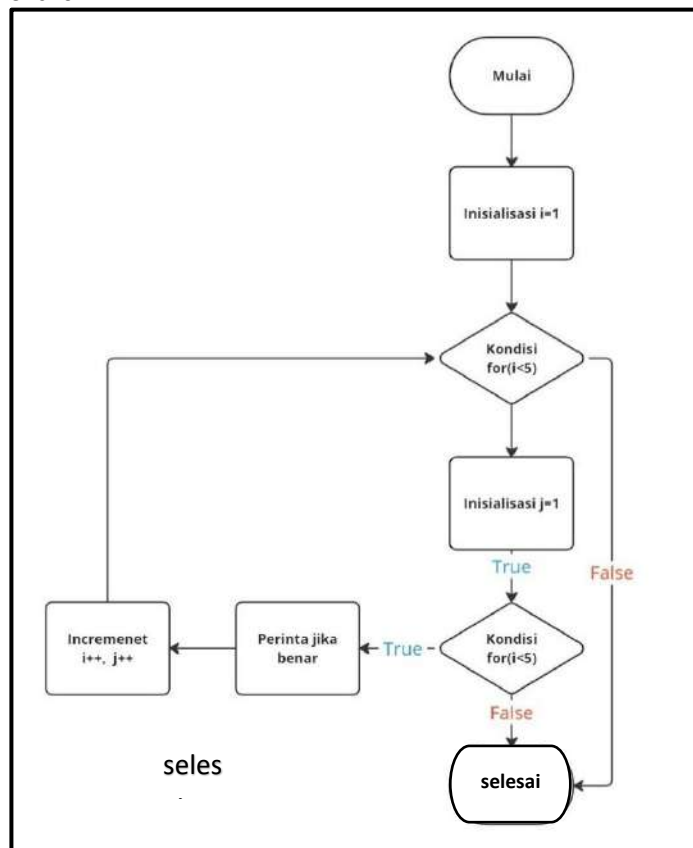 Mulai
Inisialisasi i=1
Kondisi
for(i<5)
Inisialisasi j=1
True
False
Kondisi
for(i<5)
True
Perinta jika
benar
Incremenet
i++, j++
False
seles
selesai